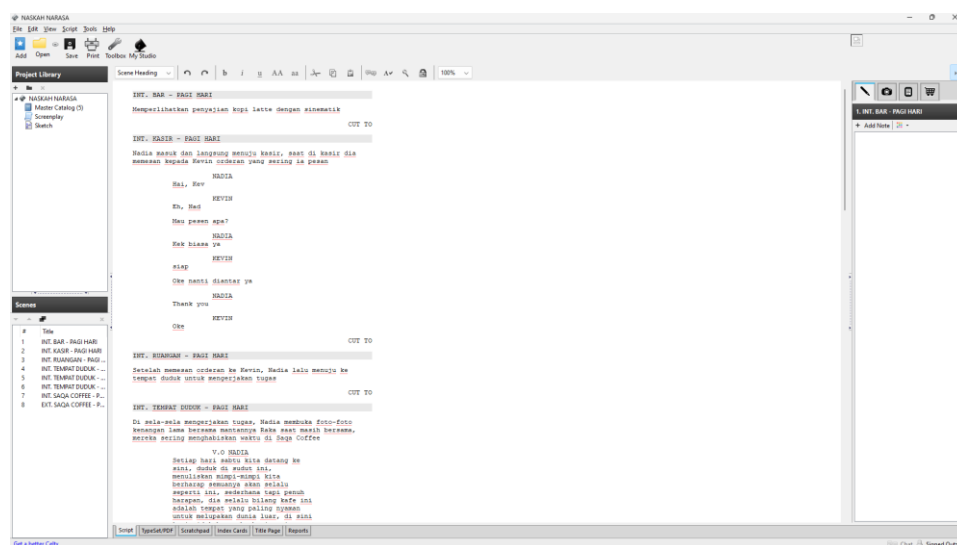 NASKAH NARASA
File Edit View Script Tools Help
Add Open Save Print Toolbox My Studio
Project Library
NASKAH NARASA
Master Catalog (5)
Screenplay
Sketch
Scenes
# Title
1 INT. BAR - PAGI HARI
2 INT. KASIR - PAGI HARI
3 INT. RUANGAN - PAGI ...
4 INT. TEMPAT DUDUK - ...
5 INT. TEMPAT DUDUK - ...
6 INT. TEMPAT DUDUK - ...
7 INT. SAQA COFFEE - P...
8 EXT. SAQA COFFEE - P...
Scene Heading b i u AA aa 100%
INT. BAR - PAGI HARI
Memperlihatkan penyajian kopi latte dengan sinematik
CUT TO
INT. KASIR - PAGI HARI
Nadia masuk dan langsung menuju kasir, saat di kasir dia
memesan kepada Kevin orderan yang sering ia pesan
NADIA
Hai, Kev
KEVIN
Eh, Nad
Mau pesen apa?
NADIA
Kek biasa ya
KEVIN
siap
Oke nanti diantar ya
NADIA
Thank you
KEVIN
Oke
CUT TO
INT. RUANGAN - PAGI HARI
Setelah memesan orderan ke Kevin, Nadia lalu menuju ke
tempat duduk untuk mengerjakan tugas
CUT TO
INT. TEMPAT DUDUK - PAGI HARI
Di sela-sela mengerjakan tugas, Nadia membuka foto-foto
kenangan lama bersama mantannya Raka saat masih bersama,
mereka sering menghabiskan waktu di Saqa Coffee
V.O NADIA
Setiap hari sabtu kita datang ke
sini, duduk di sudut ini,
menuliskan mimpi-mimpi kita
berharap semuanya akan selalu
seperti ini, sederhana tapi penuh
harapan, dia selalu bilang kafe ini
adalah tempat yang paling nyaman
untuk melupakan dunia luar, di sini
Script TypeSet/PDF Scratchpad Index Cards Title Page Reports
1. INT. BAR - PAGI HARI
+ Add Note
Get a better Celtx
Chat Signed Out